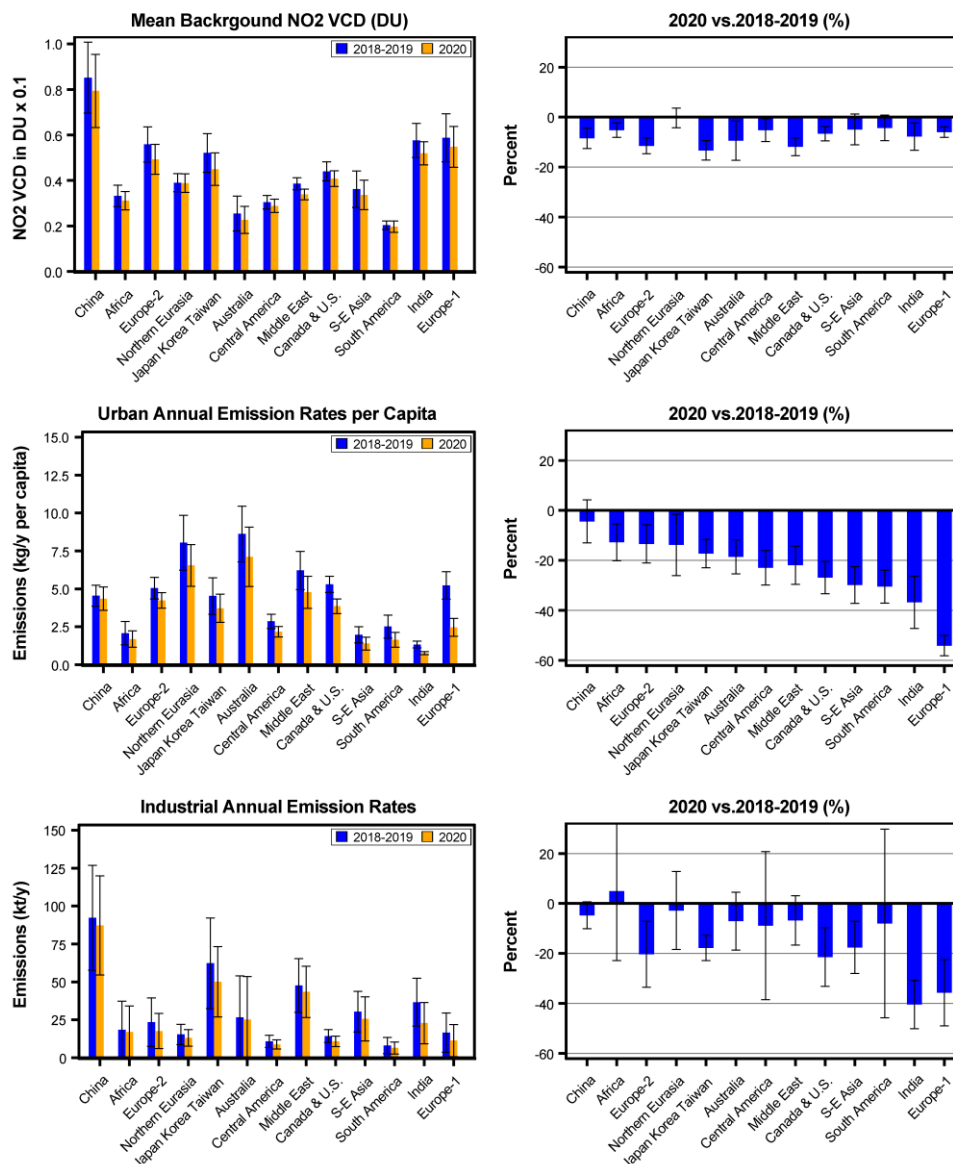 Mean Backrgound NO2 VCD (DU)
2018-2019 2020
NO2 VCD in DU x 0.1
1.0
0.8
0.6
0.4
0.2
0.0
China
Africa
Europe-2
Northern Eurasia
Japan Korea Taiwan
Australia
Central America
Middle East
Canada & U.S.
S-E Asia
South America
India
Europe-1
2020 vs.2018-2019 (%)
Percent
20
0
-20
-40
-60
China
Africa
Europe-2
Northern Eurasia
Japan Korea Taiwan
Australia
Central America
Middle East
Canada & U.S.
S-E Asia
South America
India
Europe-1
Urban Annual Emission Rates per Capita
2018-2019 2020
Emissions (kg/y per capita)
15.0
12.5
10.0
7.5
5.0
2.5
0.0
China
Africa
Europe-2
Northern Eurasia
Japan Korea Taiwan
Australia
Central America
Middle East
Canada & U.S.
S-E Asia
South America
India
Europe-1
2020 vs.2018-2019 (%)
Percent
20
0
-20
-40
-60
China
Africa
Europe-2
Northern Eurasia
Japan Korea Taiwan
Australia
Central America
Middle East
Canada & U.S.
S-E Asia
South America
India
Europe-1
Industrial Annual Emission Rates
2018-2019 2020
Emissions (kt/y)
150
125
100
75
50
25
0
China
Africa
Europe-2
Northern Eurasia
Japan Korea Taiwan
Australia
Central America
Middle East
Canada & U.S.
S-E Asia
South America
India
Europe-1
2020 vs.2018-2019 (%)
Percent
20
0
-20
-40
-60
China
Africa
Europe-2
Northern Eurasia
Japan Korea Taiwan
Australia
Central America
Middle East
Canada & U.S.
S-E Asia
South America
India
Europe-1